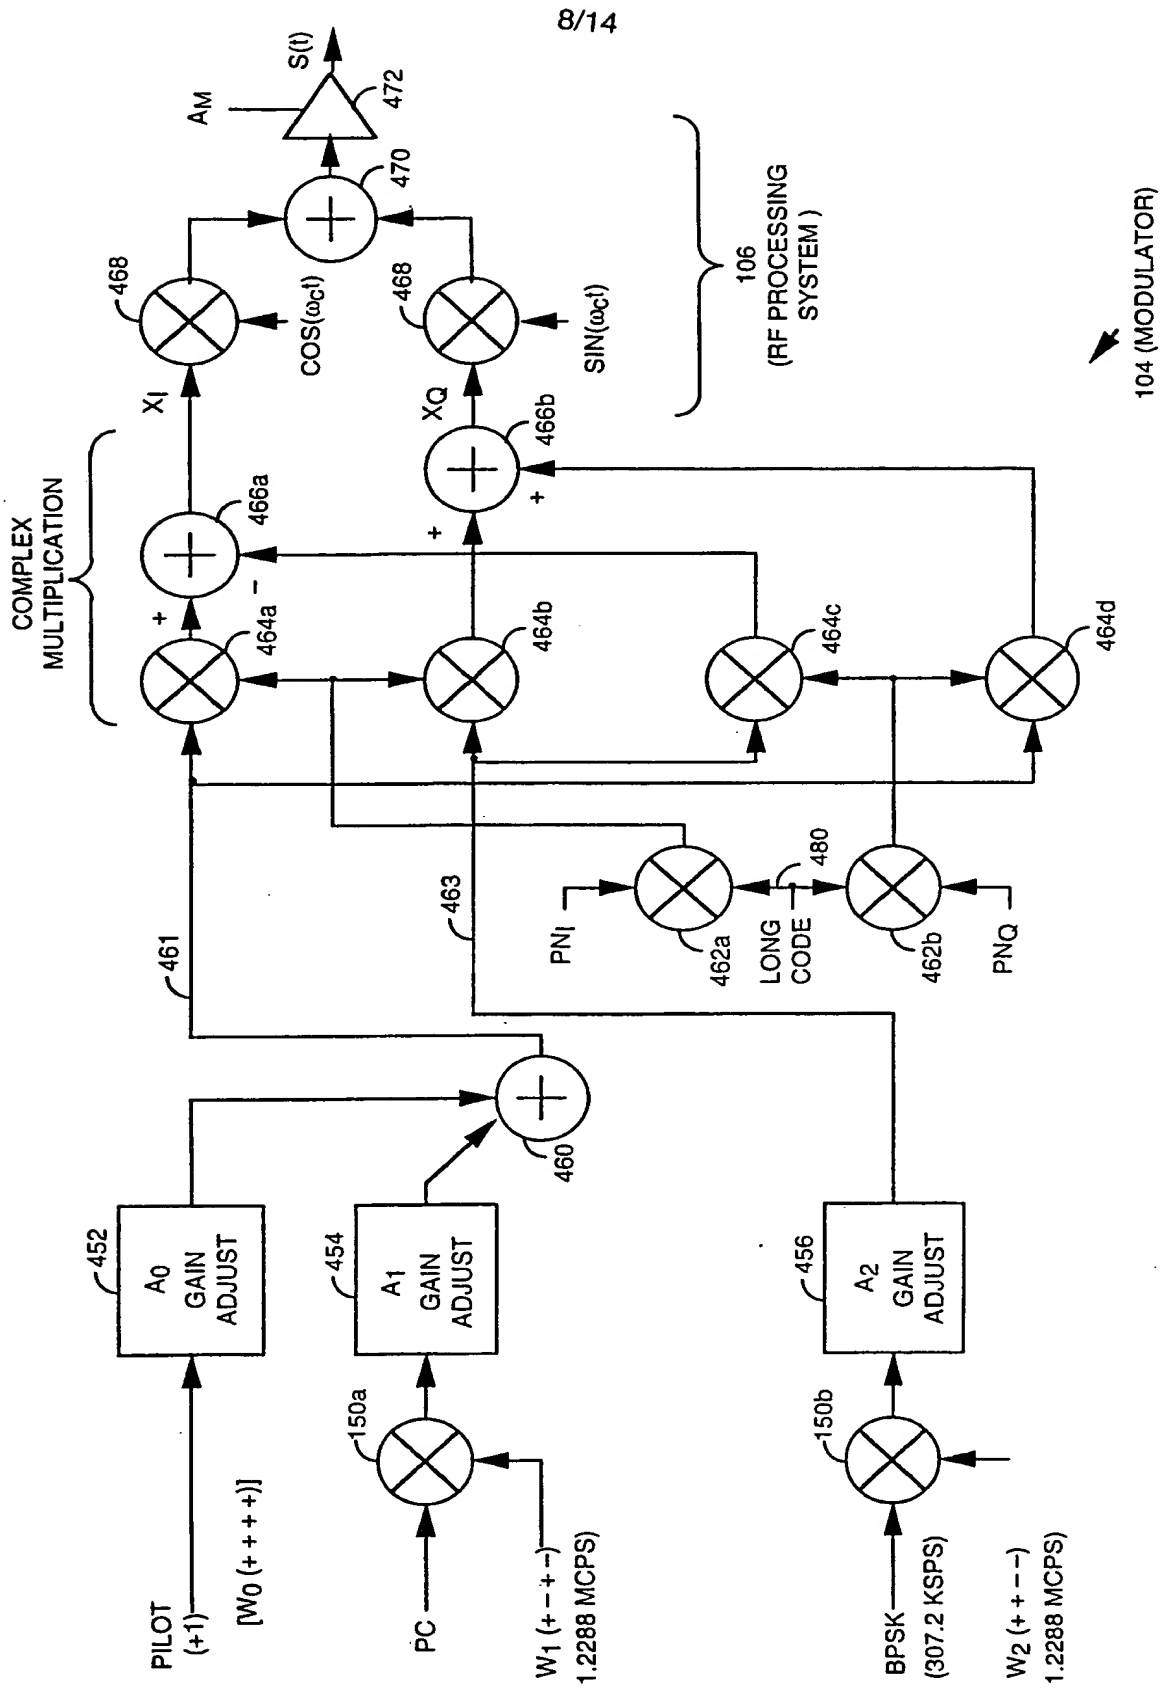 8/14
COMPLEX
MULTIPLICATION
PILOT
(+1)
[W0 (+ + + +)]
452
A0
GAIN
ADJUST
461
464a
+
-
466a
XI
468
COS(ωct)
AM
S(t)
472
470
PC
W1 (+ - + -)
1.2288 MCPS
150a
454
A1
GAIN
ADJUST
460
463
464b
+
+
466b
XQ
468
SIN(ωct)
PNI
462a
LONG
CODE
480
462b
PNQ
464c
464d
106
(RF PROCESSING
SYSTEM )
BPSK
(307.2 KSPS)
W2 (+ + - -)
1.2288 MCPS
150b
456
A2
GAIN
ADJUST
104 (MODULATOR)